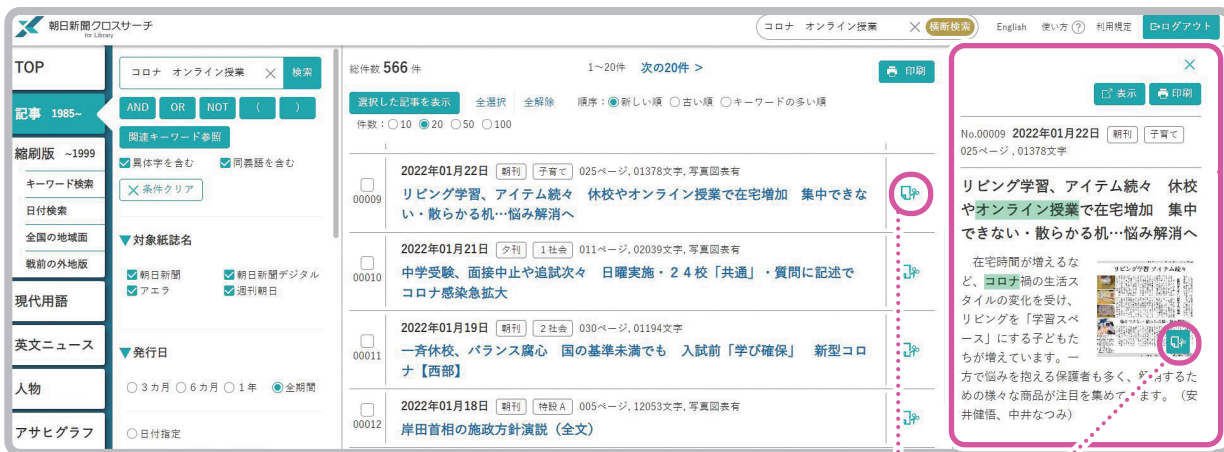 朝日新聞クロスサーチ
for Library
コロナ　オンライン授業
横断検索
English
使い方
利用規定
ログアウト
TOP
記事 1985~
縮刷版 ~1999
キーワード検索
日付検索
全国の地域面
戦前の外地版
現代用語
英文ニュース
人物
アサヒグラフ
コロナ　オンライン授業
検索
AND OR NOT ( )
関連キーワード参照
異体字を含む 同義語を含む
条件クリア
▼対象紙誌名
朝日新聞 朝日新聞デジタル
アエラ 週刊朝日
▼発行日
3カ月 6カ月 1年 全期間
日付指定
総件数 566 件 1～20件 次の20件 >
印刷
選択した記事を表示 全選択 全解除 順序：新しい順 古い順 キーワードの多い順
件数：10 20 50 100
00009
2022年01月22日 朝刊 子育て 025ページ, 01378文字, 写真図表有
リビング学習、アイテム続々　休校やオンライン授業で在宅増加　集中できな
い・散らかる机…悩み解消へ
00010
2022年01月21日 夕刊 1社会 011ページ, 02039文字, 写真図表有
中学受験、面接中止や追試次々　日曜実施・２４校「共通」・質問に記述で
コロナ感染急拡大
00011
2022年01月19日 朝刊 2社会 030ページ, 01194文字
一斉休校、バランス腐心　国の基準未満でも　入試前「学び確保」　新型コロ
ナ【西部】
00012
2022年01月18日 朝刊 特設A 005ページ, 12053文字, 写真図表有
岸田首相の施政方針演説（全文）
表示 印刷
No.00009 2022年01月22日 朝刊 子育て
025ページ , 01378文字
リビング学習、アイテム続々　休校
やオンライン授業で在宅増加　集中
できない・散らかる机…悩み解消へ
在宅時間が増えるな
ど、コロナ禍の生活ス
タイルの変化を受け、
リビングを「学習スペ
ース」にする子どもた
ちが増えています。一
方で悩みを抱える保護者も多く、解消するた
めの様々な商品が注目を集めています。（安
井健悟、中井なつみ）
リビング学習 アイテム続々